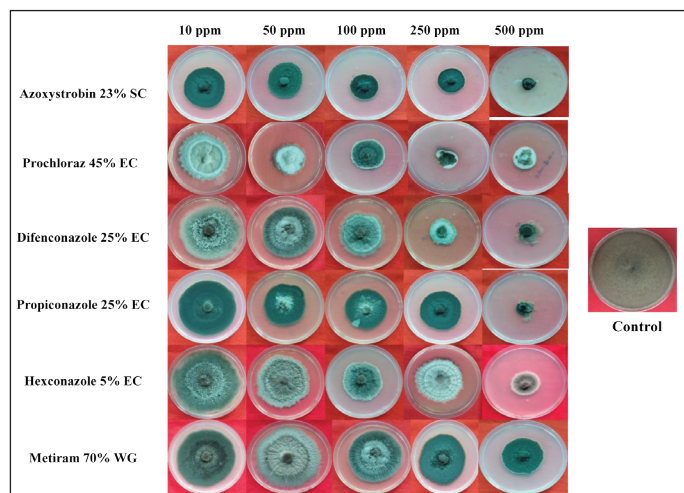 10 ppm 50 ppm 100 ppm 250 ppm 500 ppm
Azoxystrobin 23% SC
Prochloraz 45% EC
Difenconazole 25% EC
Propiconazole 25% EC
Control
Hexconazole 5% EC
Metiram 70% WG